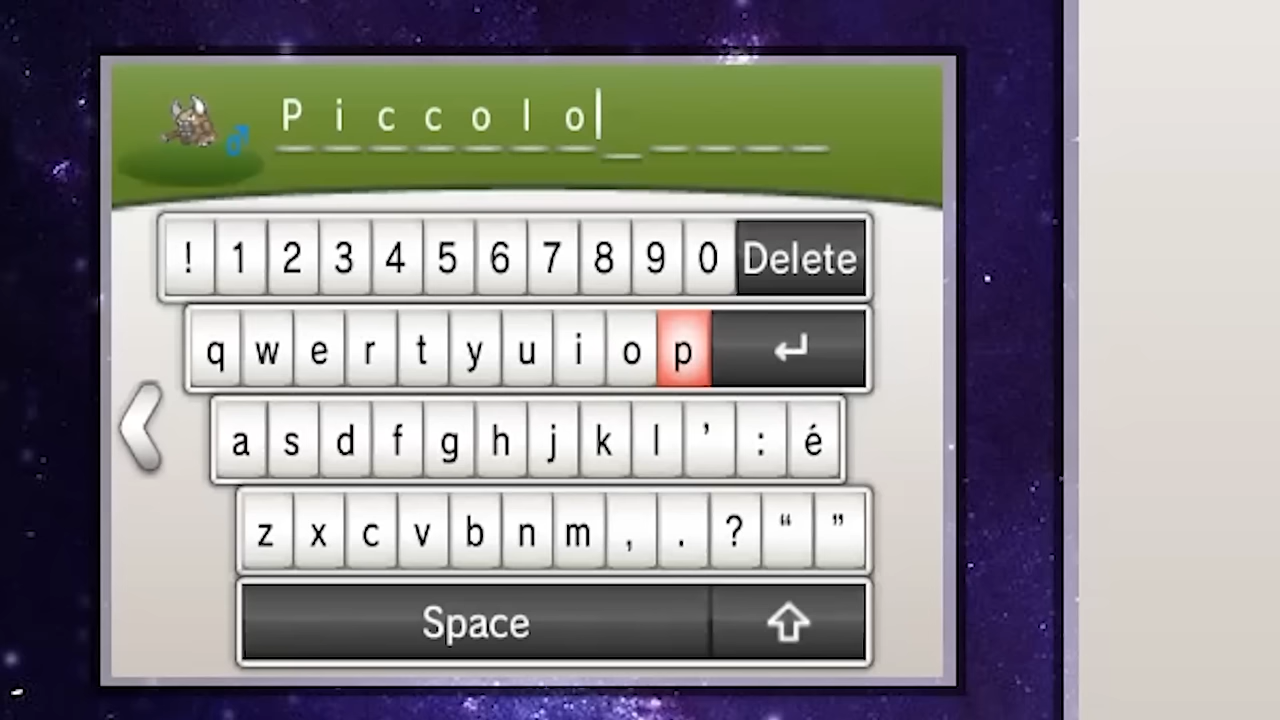 Piccolo
! 1 2 3 4 5 6 7 8 9 0 Delete
q w e r t y u i o p
a s d f g h j k l ’ : é
z x c v b n m , . ? “ ”
Space